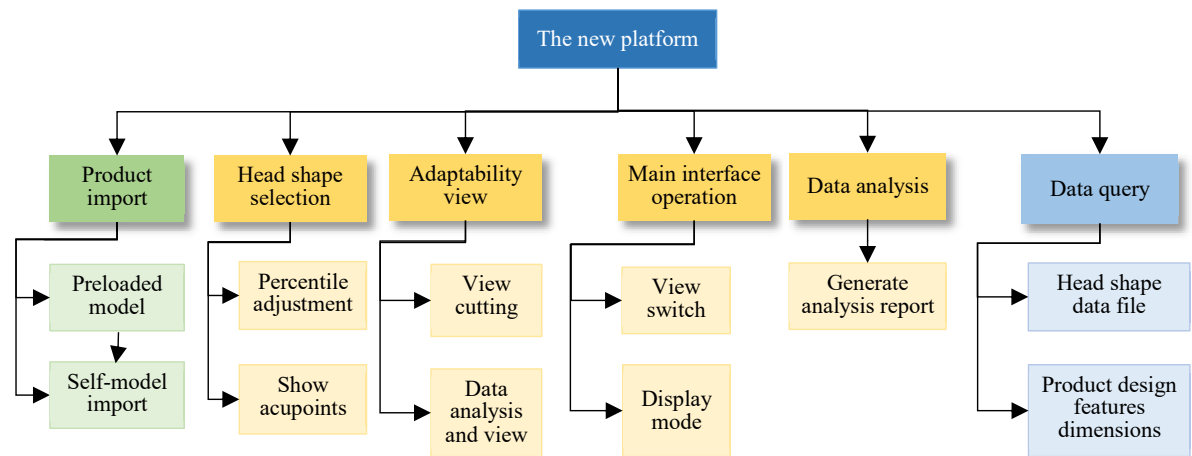 The new platform
Product
import
Head shape
selection
Adaptability
view
Main interface
operation
Data analysis
Data query
Preloaded
model
Percentile
adjustment
View
cutting
View
switch
Generate
analysis report
Head shape
data file
Self-model
import
Show
acupoints
Data
analysis
and view
Display
mode
Product design
features
dimensions